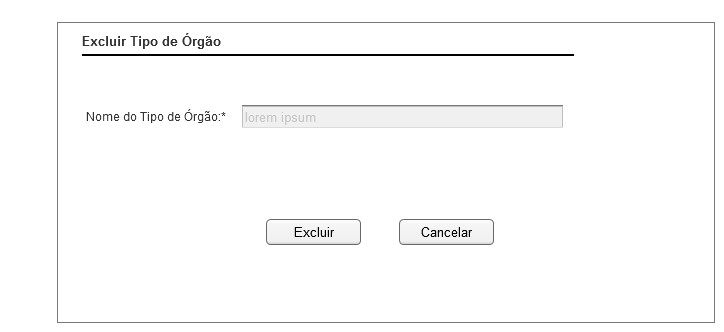 Excluir Tipo de Órgão
Nome do Tipo de Órgão:* lorem ipsum
Excluir Cancelar